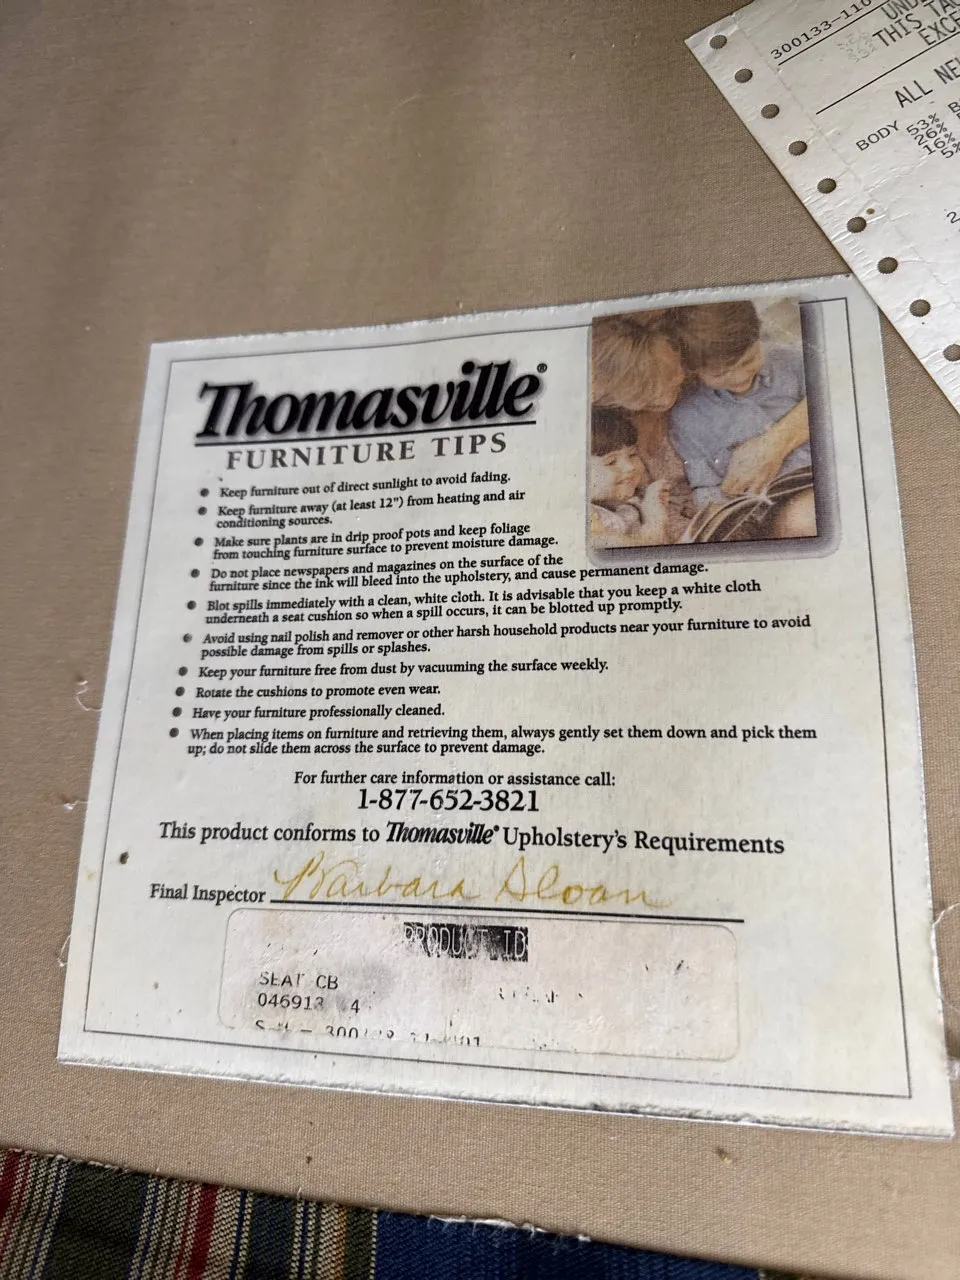 300133-110
THIS TA
EXCE
ALL NE
BODY 53% B
26%
16%
5%
Thomasville®
FURNITURE TIPS
• Keep furniture out of direct sunlight to avoid fading.
• Keep furniture away (at least 12") from heating and air
conditioning sources.
• Make sure plants are in drip proof pots and keep foliage
from touching furniture surface to prevent moisture damage.
• Do not place newspapers and magazines on the surface of the
furniture since the ink will bleed into the upholstery, and cause permanent damage.
• Blot spills immediately with a clean, white cloth. It is advisable that you keep a white cloth
underneath a seat cushion so when a spill occurs, it can be blotted up promptly.
• Avoid using nail polish and remover or other harsh household products near your furniture to avoid
possible damage from spills or splashes.
• Keep your furniture free from dust by vacuuming the surface weekly.
• Rotate the cushions to promote even wear.
• Have your furniture professionally cleaned.
• When placing items on furniture and retrieving them, always gently set them down and pick them
up; do not slide them across the surface to prevent damage.
For further care information or assistance call:
1-877-652-3821
This product conforms to Thomasville® Upholstery's Requirements
Final Inspector Barbara Sloan
PRODUCT ID
SEAT CB
046913 4